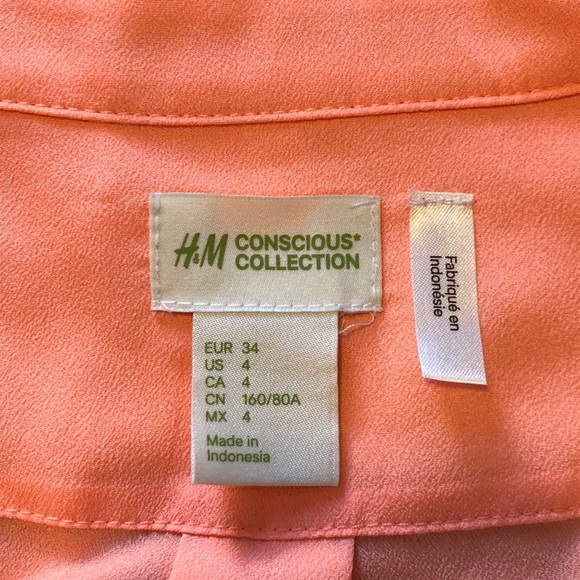 H&M CONSCIOUS*
COLLECTION
EUR 34
US 4
CA 4
CN 160/80A
MX 4
Made in
Indonesia
Fabriqué en
Indonésie